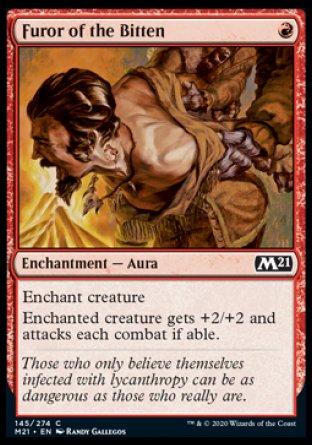 Furor of the Bitten
Enchantment — Aura
M21
Enchant creature
Enchanted creature gets +2/+2 and
attacks each combat if able.
Those who only believe themselves
infected with lycanthropy can be as
dangerous as those who really are.
145/274 C
M21 • EN Randy Gallegos
™ & © 2020 Wizards of the Coast